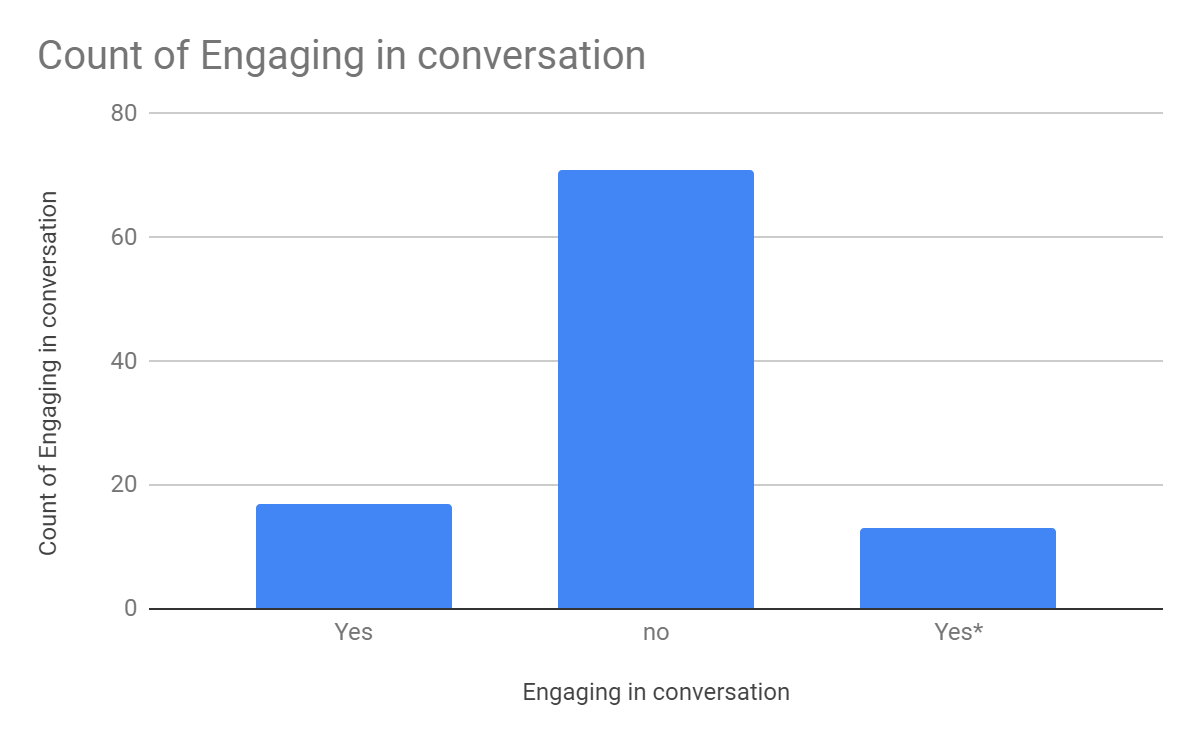 Count of Engaging in conversation
Count of Engaging in conversation
80
60
40
20
0
Yes
no
Yes*
Engaging in conversation